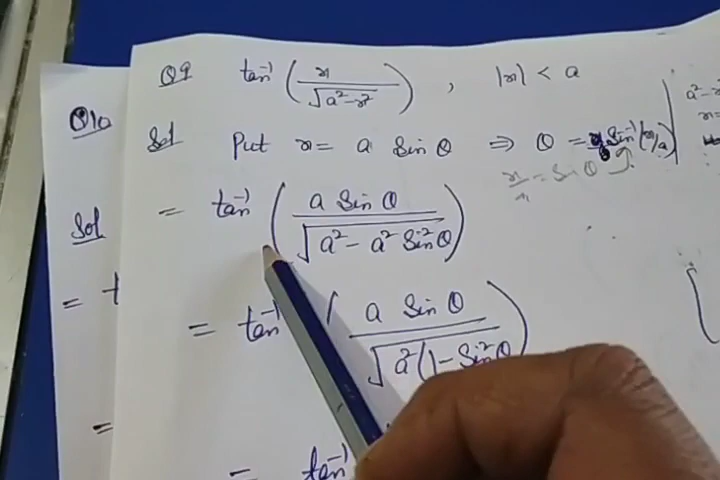 Q9 tan⁻¹ ( x / √a²-x² ) , |x| < a
Q10
Sol Put x = a Sin θ ⇒ θ = Sin⁻¹(x/a)
x/a = Sin θ
= tan⁻¹ ( a Sin θ / √a² - a² Sin²θ )
Sol
= tan⁻¹ ( a Sin θ / √a²(1 - Sin²θ
= t
=
= tan⁻¹